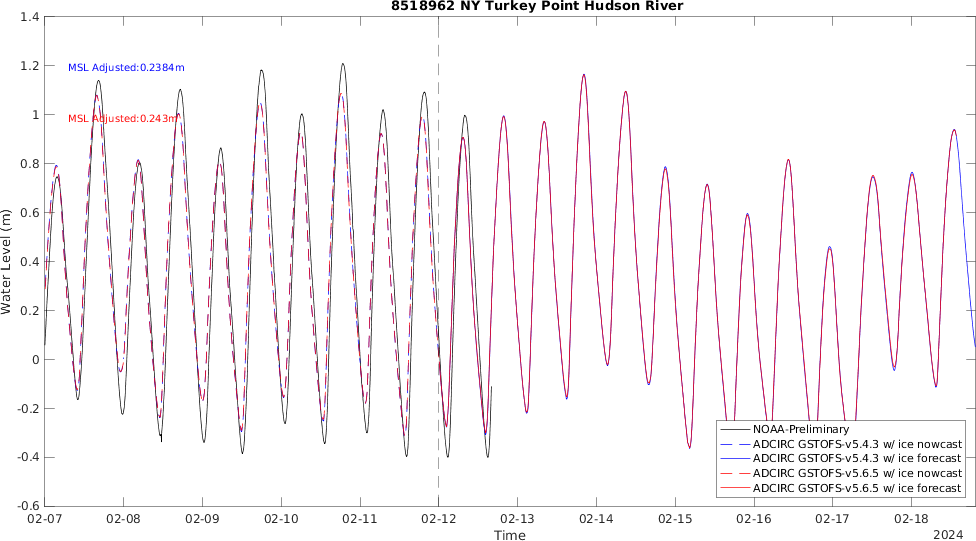 8518962 NY Turkey Point Hudson River
1.4
1.2
1
0.8
0.6
0.4
0.2
0
-0.2
-0.4
-0.6
Water Level (m)
MSL Adjusted:0.2384m
MSL Adjusted:0.243m
NOAA-Preliminary
ADCIRC GSTOFS-v5.4.3 w/ ice nowcast
ADCIRC GSTOFS-v5.4.3 w/ ice forecast
ADCIRC GSTOFS-v5.6.5 w/ ice nowcast
ADCIRC GSTOFS-v5.6.5 w/ ice forecast
02-07 02-08 02-09 02-10 02-11 02-12 02-13 02-14 02-15 02-16 02-17 02-18
Time
2024